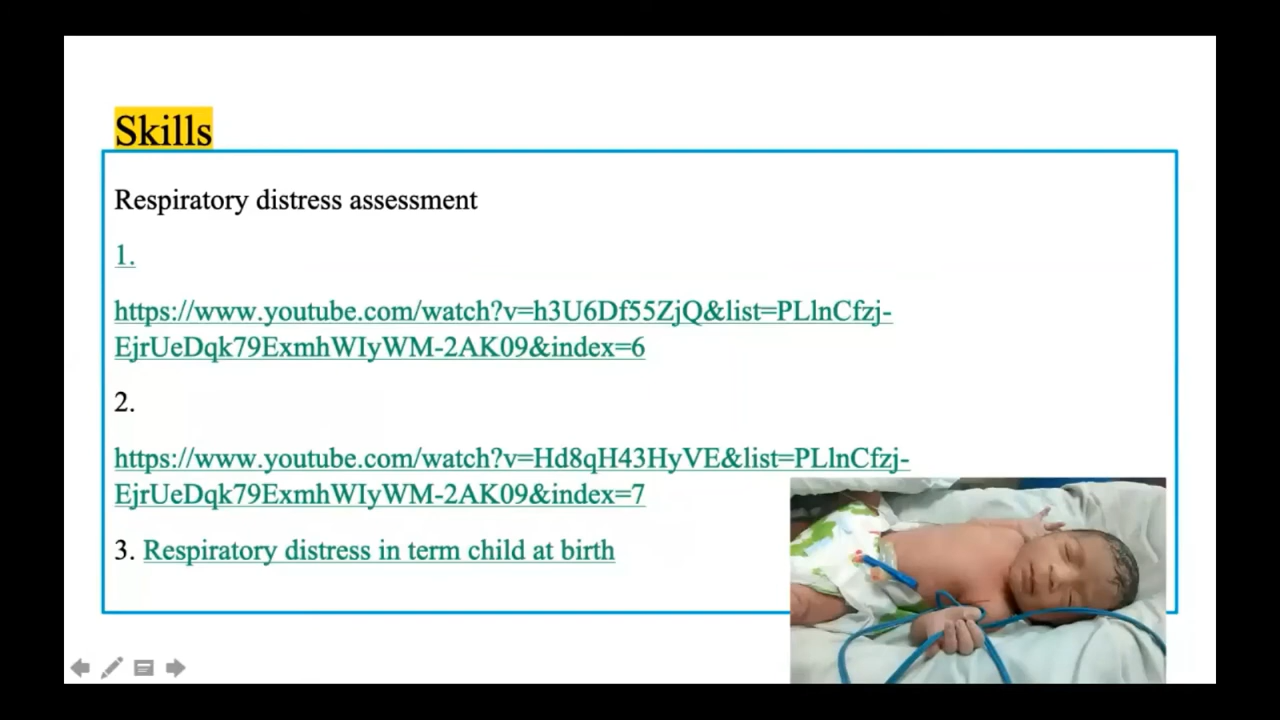 Skills
Respiratory distress assessment
1.
https://www.youtube.com/watch?v=h3U6Df55ZjQ&list=PLlnCfzj-
EjrUeDqk79ExmhWIyWM-2AK09&index=6
2.
https://www.youtube.com/watch?v=Hd8qH43HyVE&list=PLlnCfzj-
EjrUeDqk79ExmhWIyWM-2AK09&index=7
3. Respiratory distress in term child at birth